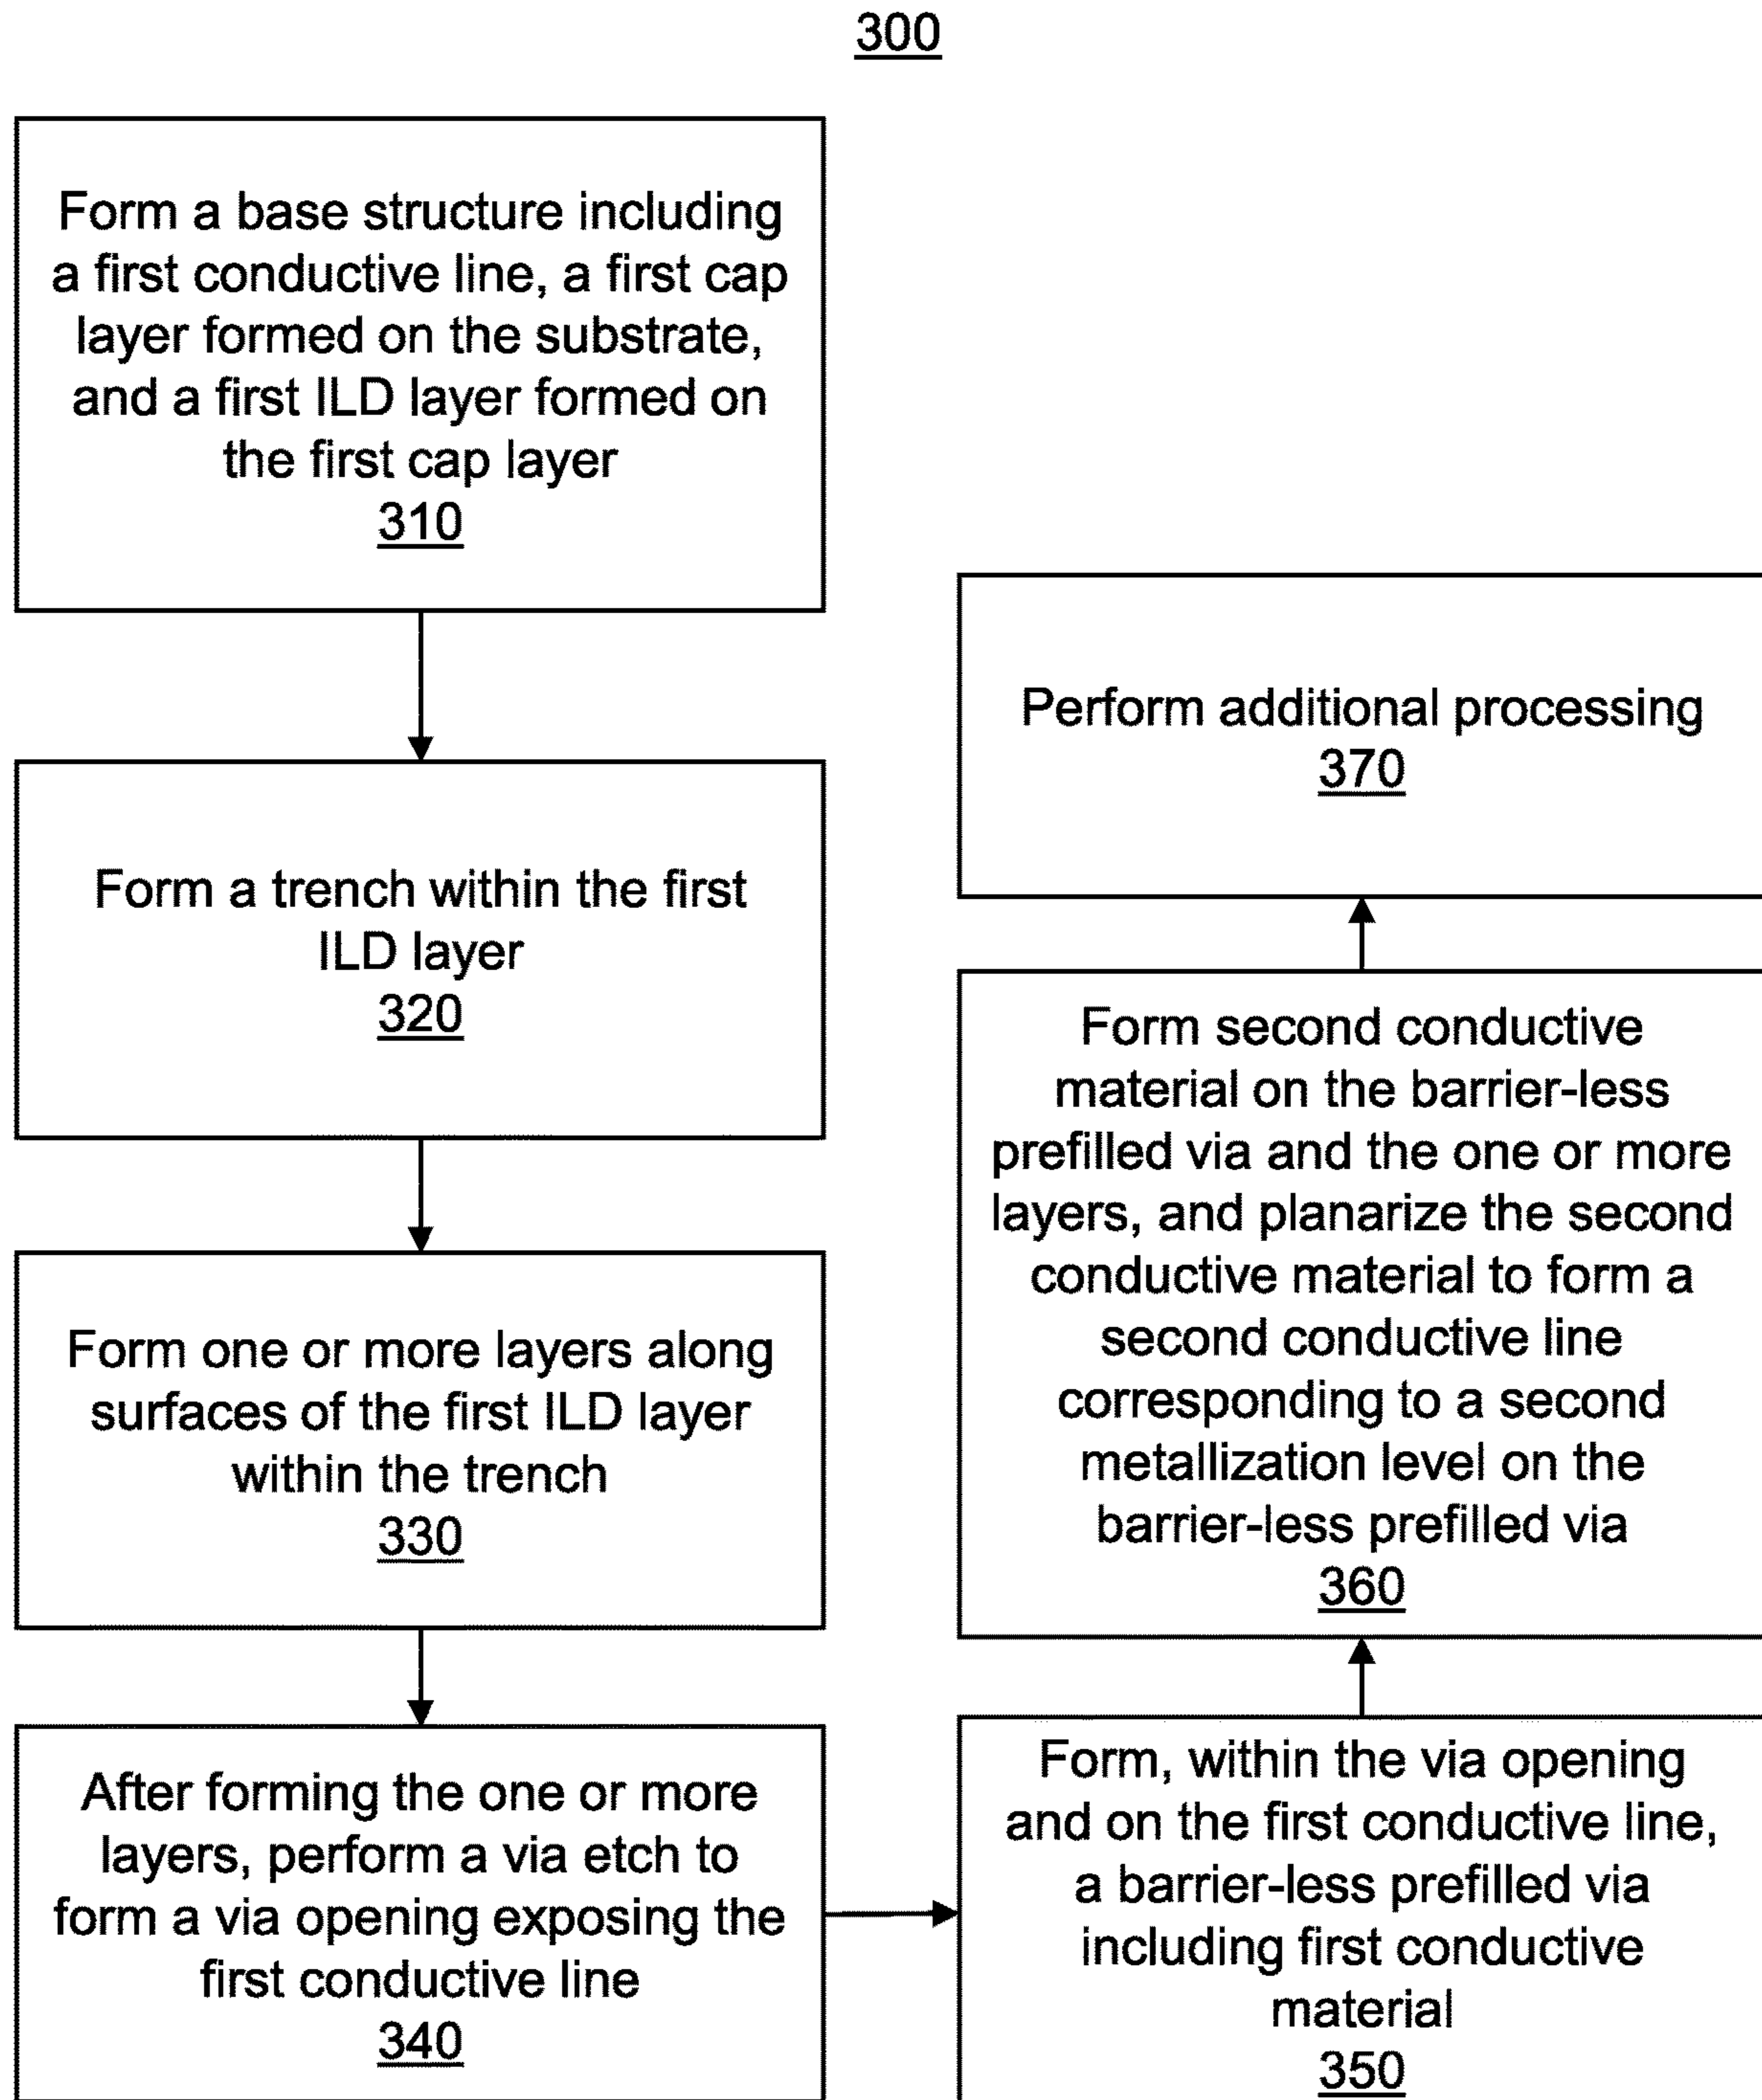 300
Form a base structure including
a first conductive line, a first cap
layer formed on the substrate,
and a first ILD layer formed on
the first cap layer
310
Form a trench within the first
ILD layer
320
Form one or more layers along
surfaces of the first ILD layer
within the trench
330
After forming the one or more
layers, perform a via etch to
form a via opening exposing the
first conductive line
340
Form, within the via opening
and on the first conductive line,
a barrier-less prefilled via
including first conductive
material
350
Form second conductive
material on the barrier-less
prefilled via and the one or more
layers, and planarize the second
conductive material to form a
second conductive line
corresponding to a second
metallization level on the
barrier-less prefilled via
360
Perform additional processing
370